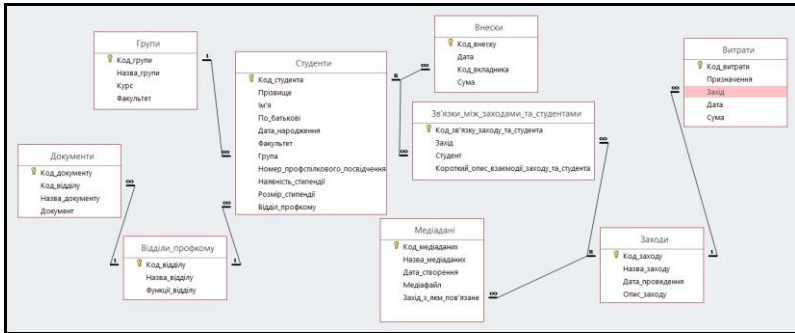 Групи
Код_групи
Назва_групи
Курс
Факультет
Студенти
Код_студента
Прізвище
Ім'я
По_батькові
Дата_народження
Факультет
Група
Номер_профспілкового_посвідчення
Наявність_стипендії
Розмір_стипендії
Відділ_профкому
Внески
Код_внеску
Дата
Код_вкладника
Сума
Витрати
Код_витрати
Призначення
Захід
Дата
Сума
Зв'язки_між_заходами_та_студентами
Код_зв'язку_заходу_та_студента
Захід
Студент
Короткий_опис_взаємодії_заходу_та_студента
Документи
Код_документу
Код_відділу
Назва_документу
Документ
Відділи_профкому
Код_відділу
Назва_відділу
Функції_відділу
Медіадані
Код_медіаданих
Назва_медіаданих
Дата_створення
Медіафайл
Захід_з_яким_пов'язане
Заходи
Код_заходу
Назва_заходу
Дата_проведення
Опис_заходу